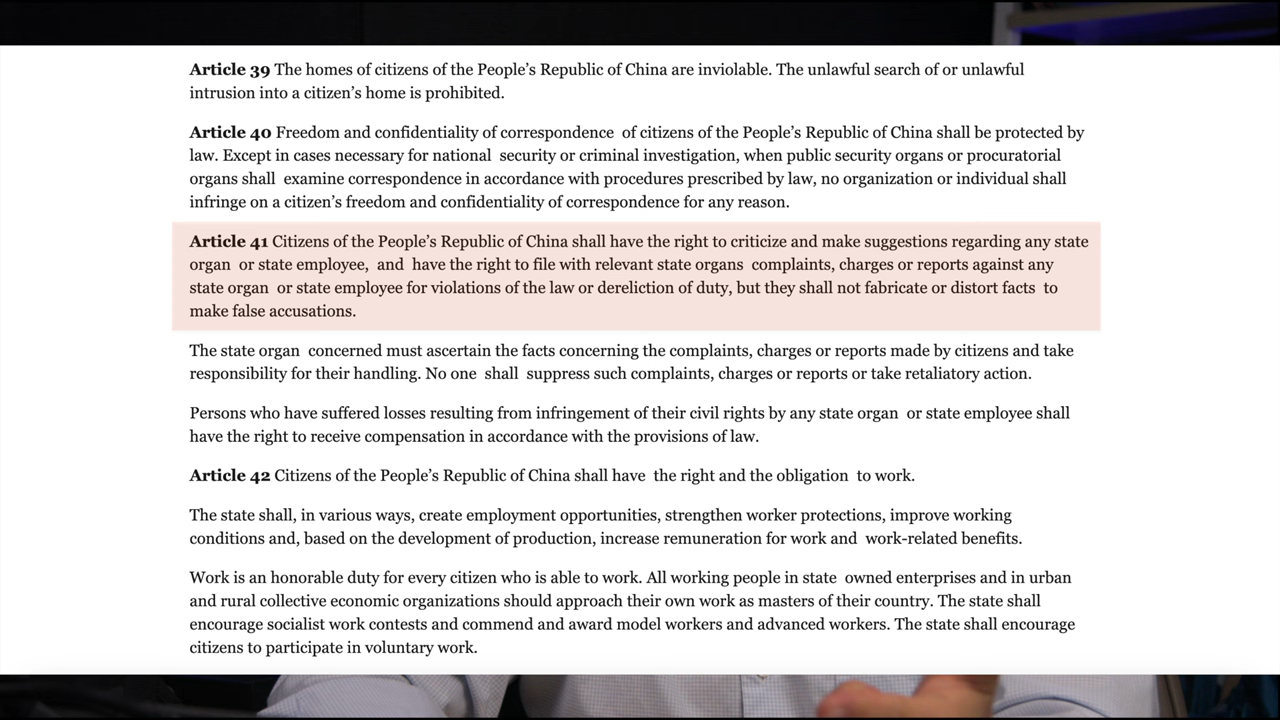 Article 39 The homes of citizens of the People’s Republic of China are inviolable. The unlawful search of or unlawful
intrusion into a citizen’s home is prohibited.
Article 40 Freedom and confidentiality of correspondence of citizens of the People’s Republic of China shall be protected by
law. Except in cases necessary for national security or criminal investigation, when public security organs or procuratorial
organs shall examine correspondence in accordance with procedures prescribed by law, no organization or individual shall
infringe on a citizen’s freedom and confidentiality of correspondence for any reason.
Article 41 Citizens of the People’s Republic of China shall have the right to criticize and make suggestions regarding any state
organ or state employee, and have the right to file with relevant state organs complaints, charges or reports against any
state organ or state employee for violations of the law or dereliction of duty, but they shall not fabricate or distort facts to
make false accusations.
The state organ concerned must ascertain the facts concerning the complaints, charges or reports made by citizens and take
responsibility for their handling. No one shall suppress such complaints, charges or reports or take retaliatory action.
Persons who have suffered losses resulting from infringement of their civil rights by any state organ or state employee shall
have the right to receive compensation in accordance with the provisions of law.
Article 42 Citizens of the People’s Republic of China shall have the right and the obligation to work.
The state shall, in various ways, create employment opportunities, strengthen worker protections, improve working
conditions and, based on the development of production, increase remuneration for work and work-related benefits.
Work is an honorable duty for every citizen who is able to work. All working people in state owned enterprises and in urban
and rural collective economic organizations should approach their own work as masters of their country. The state shall
encourage socialist work contests and commend and award model workers and advanced workers. The state shall encourage
citizens to participate in voluntary work.